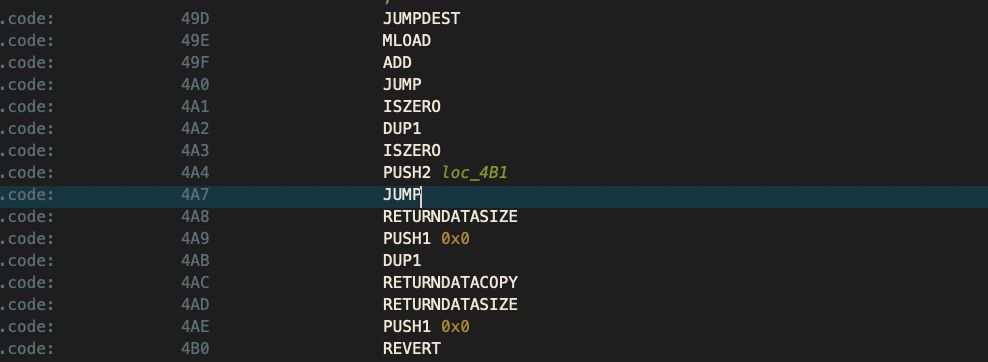 .code: 49D JUMPDEST
.code: 49E MLOAD
.code: 49F ADD
.code: 4A0 JUMP
.code: 4A1 ISZERO
.code: 4A2 DUP1
.code: 4A3 ISZERO
.code: 4A4 PUSH2 loc_4B1
.code: 4A7 JUMP
.code: 4A8 RETURNDATASIZE
.code: 4A9 PUSH1 0x0
.code: 4AB DUP1
.code: 4AC RETURNDATACOPY
.code: 4AD RETURNDATASIZE
.code: 4AE PUSH1 0x0
.code: 4B0 REVERT